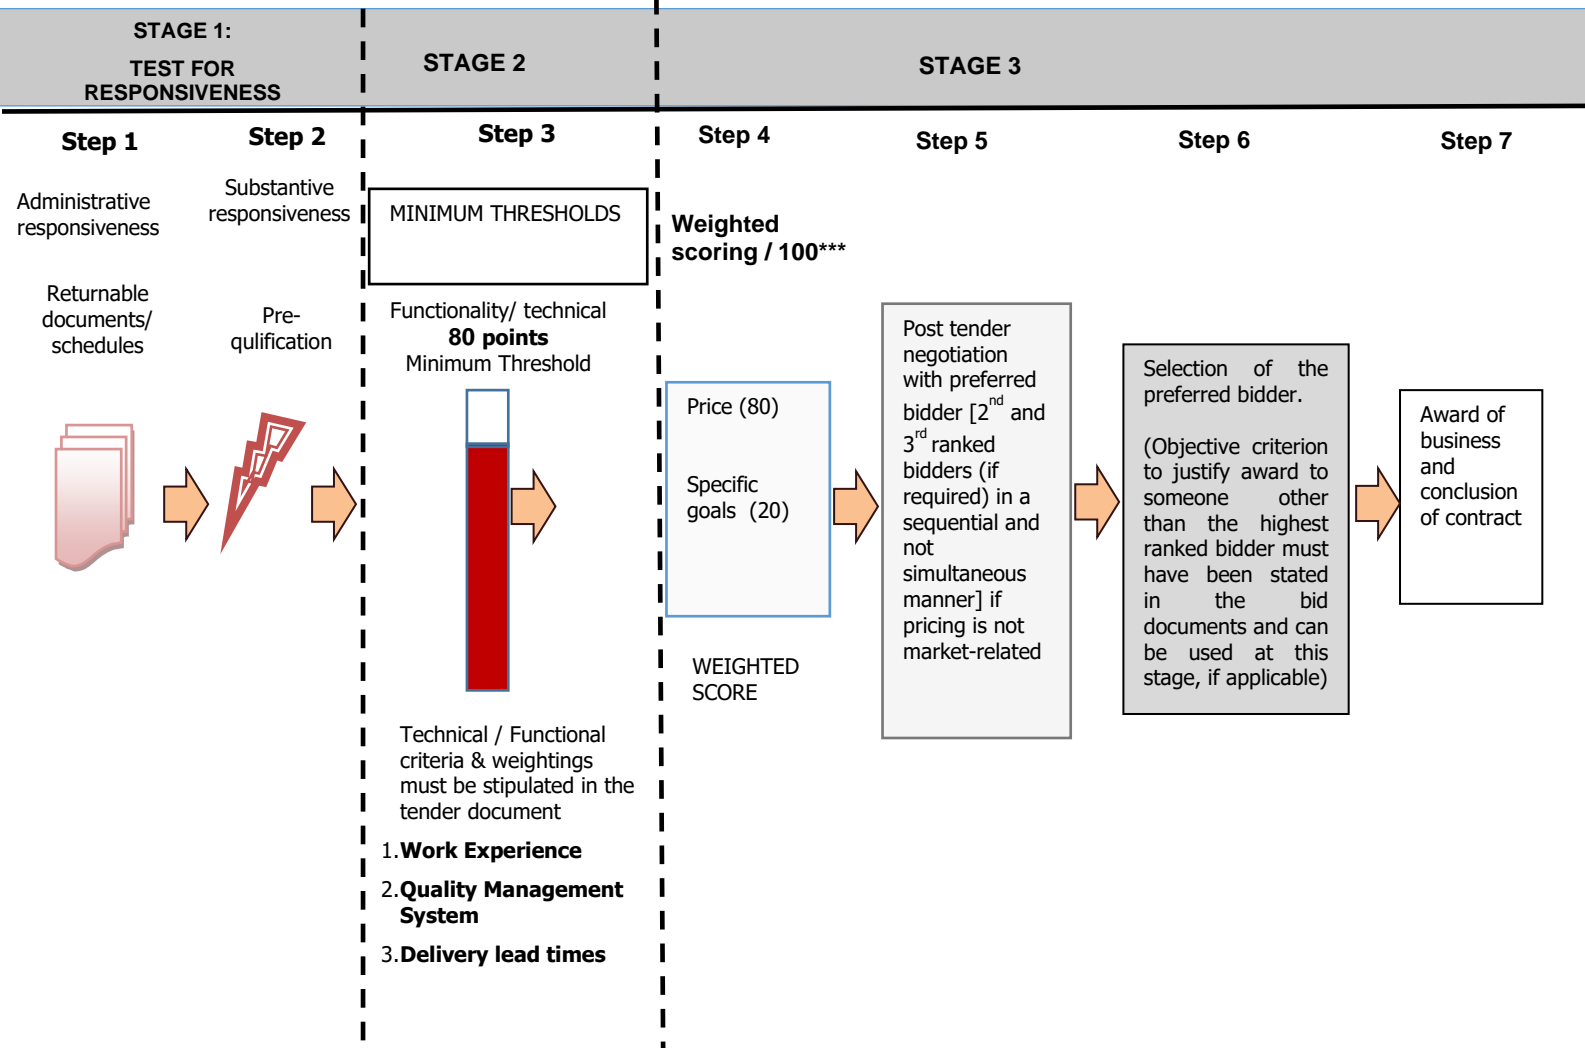 STAGE 1:
TEST FOR
RESPONSIVENESS
STAGE 2
STAGE 3
Step 1
Step 2
Step 3
Step 4
Step 5
Step 6
Step 7
Administrative
responsiveness
Returnable
documents/
schedules
Substantive
responsiveness
Pre-
qulification
MINIMUM THRESHOLDS
Functionality/ technical
80 points
Minimum Threshold
Technical / Functional
criteria & weightings
must be stipulated in the
tender document
1.Work Experience
2.Quality Management
System
3.Delivery lead times
Weighted
scoring / 100***
Price (80)
Specific
goals (20)
WEIGHTED
SCORE
Post tender
negotiation
with preferred
bidder [2nd and
3rd ranked
bidders (if
required) in a
sequential and
not
simultaneous
manner] if
pricing is not
market-related
Selection of the
preferred bidder.
(Objective criterion
to justify award to
someone other
than the highest
ranked bidder must
have been stated
in the bid
documents and can
be used at this
stage, if applicable)
Award of
business
and
conclusion
of contract